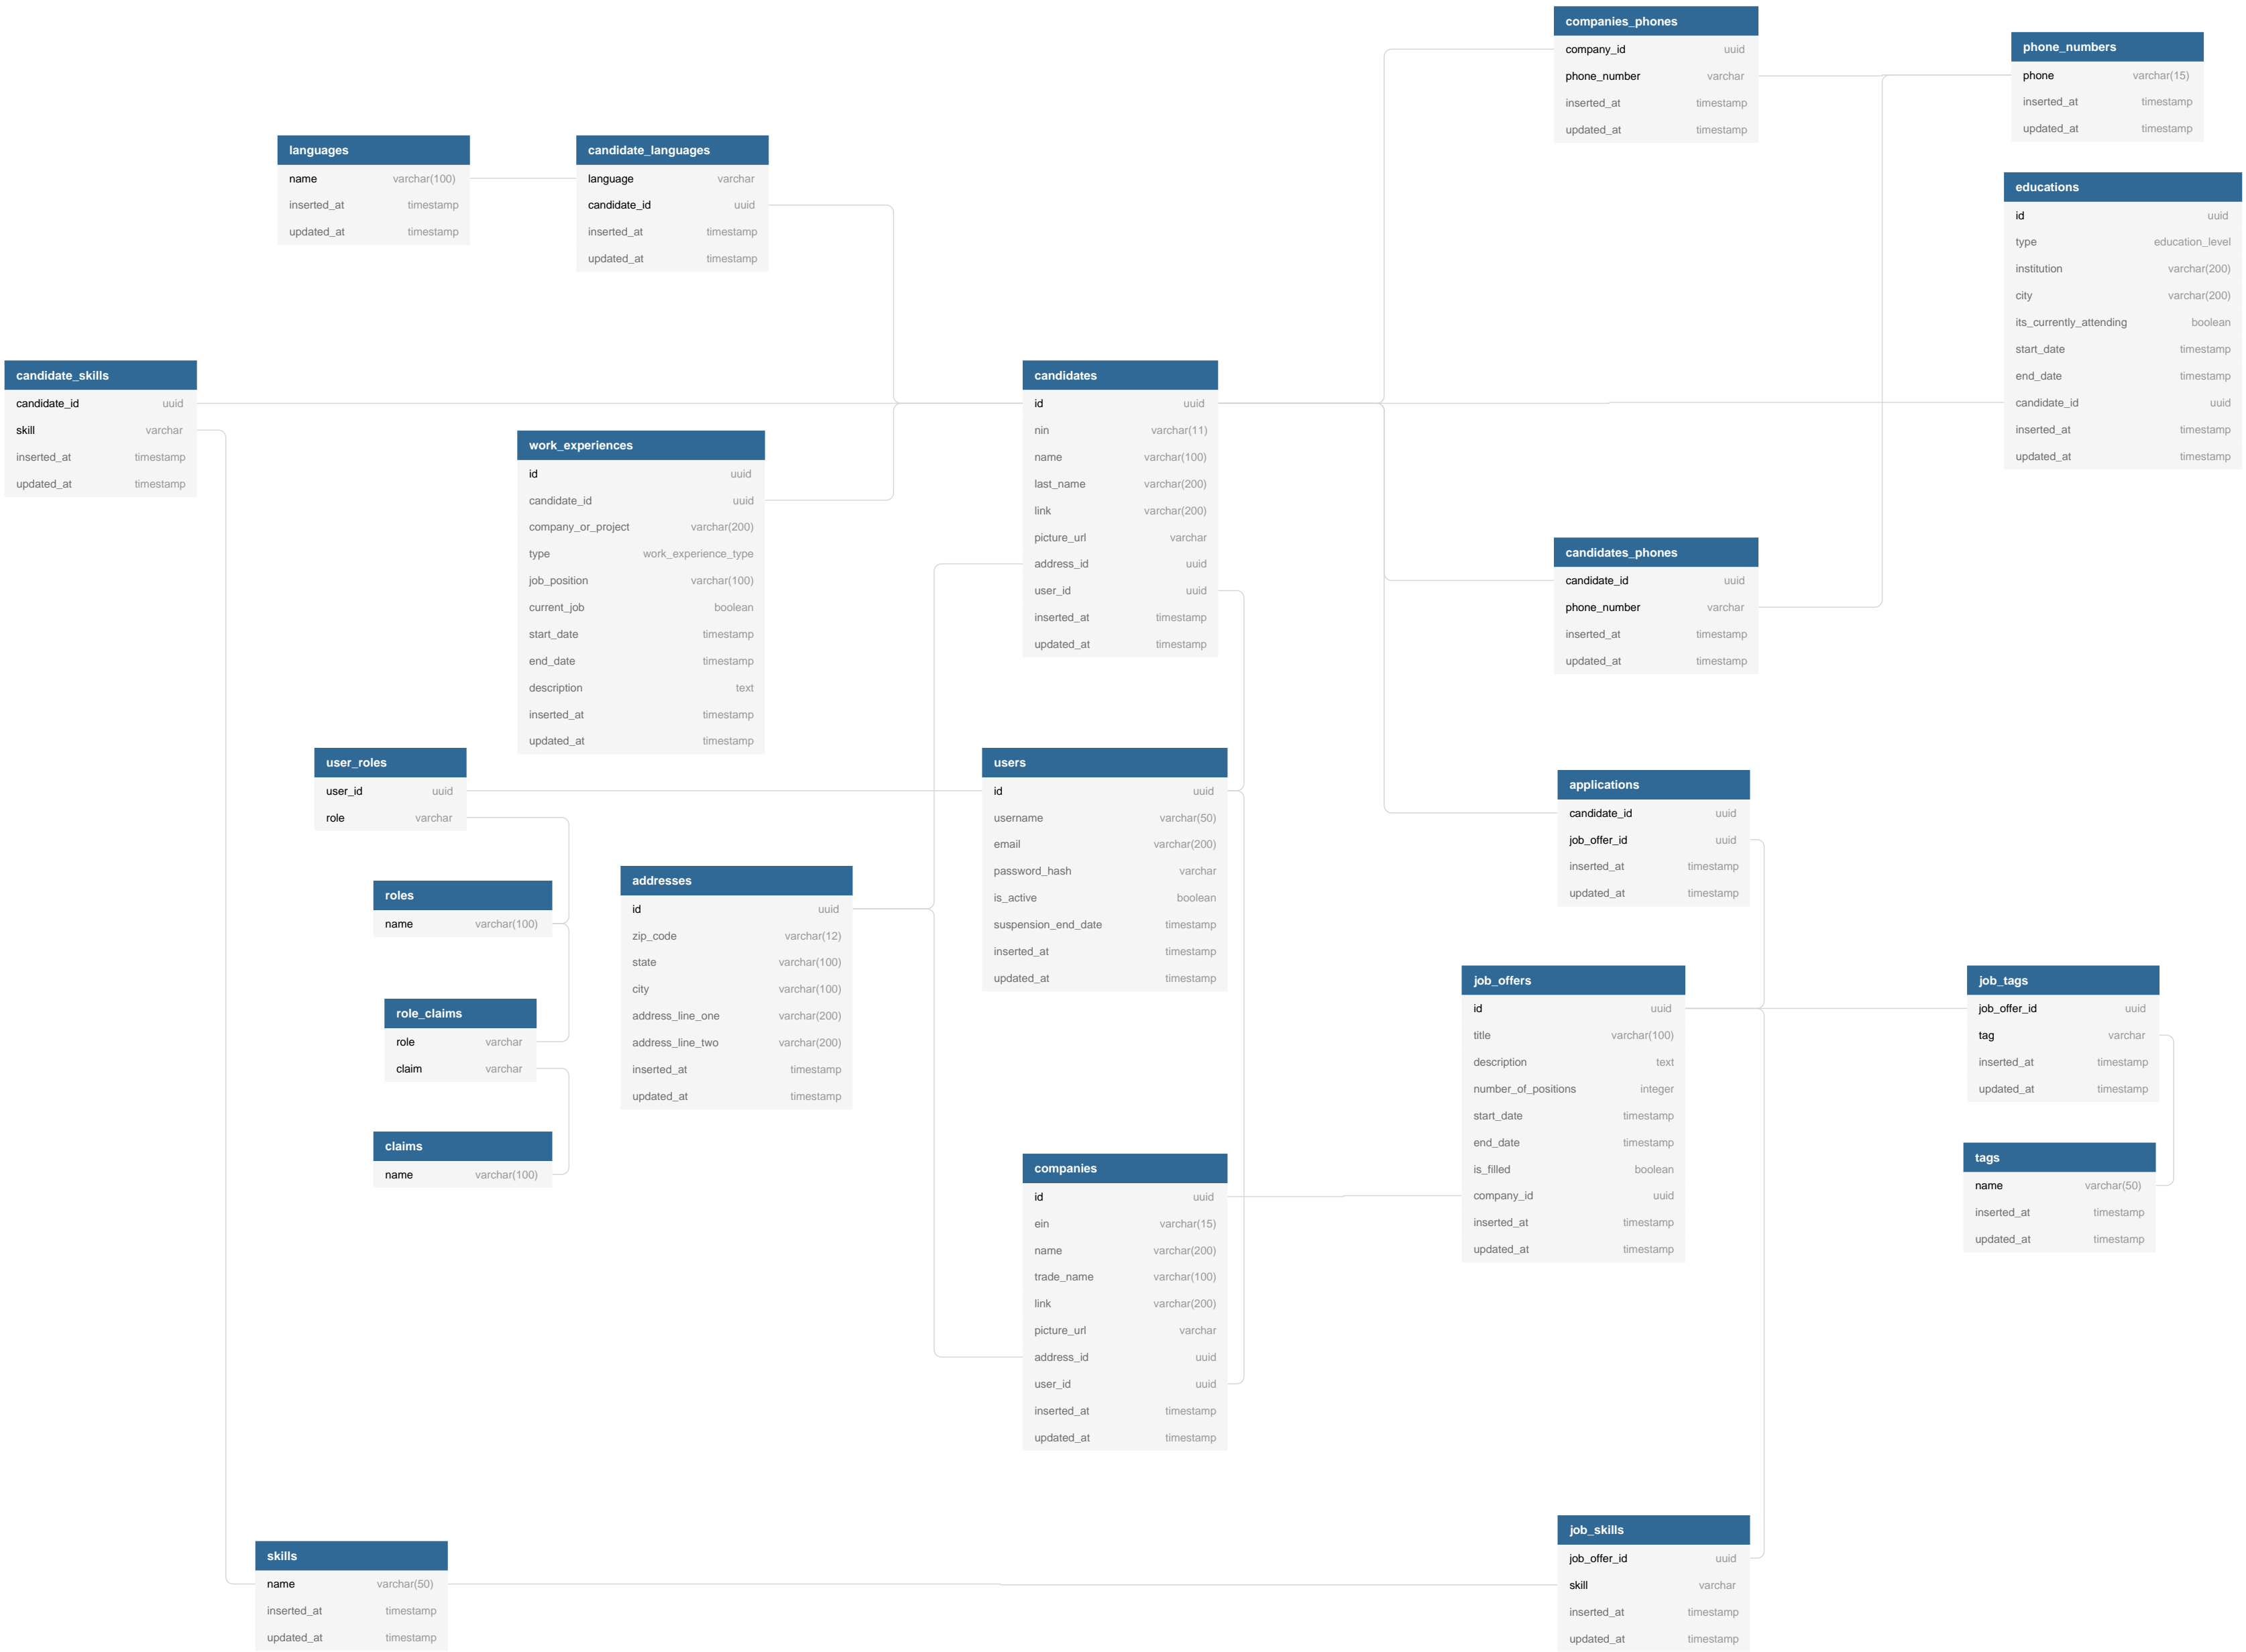 companies_phones
company_id uuid
phone_number varchar
inserted_at timestamp
updated_at timestamp
phone_numbers
phone varchar(15)
inserted_at timestamp
updated_at timestamp
languages
name varchar(100)
inserted_at timestamp
updated_at timestamp
candidate_languages
language varchar
candidate_id uuid
inserted_at timestamp
updated_at timestamp
educations
id uuid
type education_level
institution varchar(200)
city varchar(200)
its_currently_attending boolean
start_date timestamp
end_date timestamp
candidate_id uuid
inserted_at timestamp
updated_at timestamp
candidate_skills
candidate_id uuid
skill varchar
inserted_at timestamp
updated_at timestamp
work_experiences
id uuid
candidate_id uuid
company_or_project varchar(200)
type work_experience_type
job_position varchar(100)
current_job boolean
start_date timestamp
end_date timestamp
description text
inserted_at timestamp
updated_at timestamp
candidates
id uuid
nin varchar(11)
name varchar(100)
last_name varchar(200)
link varchar(200)
picture_url varchar
address_id uuid
user_id uuid
inserted_at timestamp
updated_at timestamp
candidates_phones
candidate_id uuid
phone_number varchar
inserted_at timestamp
updated_at timestamp
user_roles
user_id uuid
role varchar
users
id uuid
username varchar(50)
email varchar(200)
password_hash varchar
is_active boolean
suspension_end_date timestamp
inserted_at timestamp
updated_at timestamp
applications
candidate_id uuid
job_offer_id uuid
inserted_at timestamp
updated_at timestamp
roles
name varchar(100)
addresses
id uuid
zip_code varchar(12)
state varchar(100)
city varchar(100)
address_line_one varchar(200)
address_line_two varchar(200)
inserted_at timestamp
updated_at timestamp
role_claims
role varchar
claim varchar
claims
name varchar(100)
job_offers
id uuid
title varchar(100)
description text
number_of_positions integer
start_date timestamp
end_date timestamp
is_filled boolean
company_id uuid
inserted_at timestamp
updated_at timestamp
job_tags
job_offer_id uuid
tag varchar
inserted_at timestamp
updated_at timestamp
tags
name varchar(50)
inserted_at timestamp
updated_at timestamp
companies
id uuid
ein varchar(15)
name varchar(200)
trade_name varchar(100)
link varchar(200)
picture_url varchar
address_id uuid
user_id uuid
inserted_at timestamp
updated_at timestamp
skills
name varchar(50)
inserted_at timestamp
updated_at timestamp
job_skills
job_offer_id uuid
skill varchar
inserted_at timestamp
updated_at timestamp